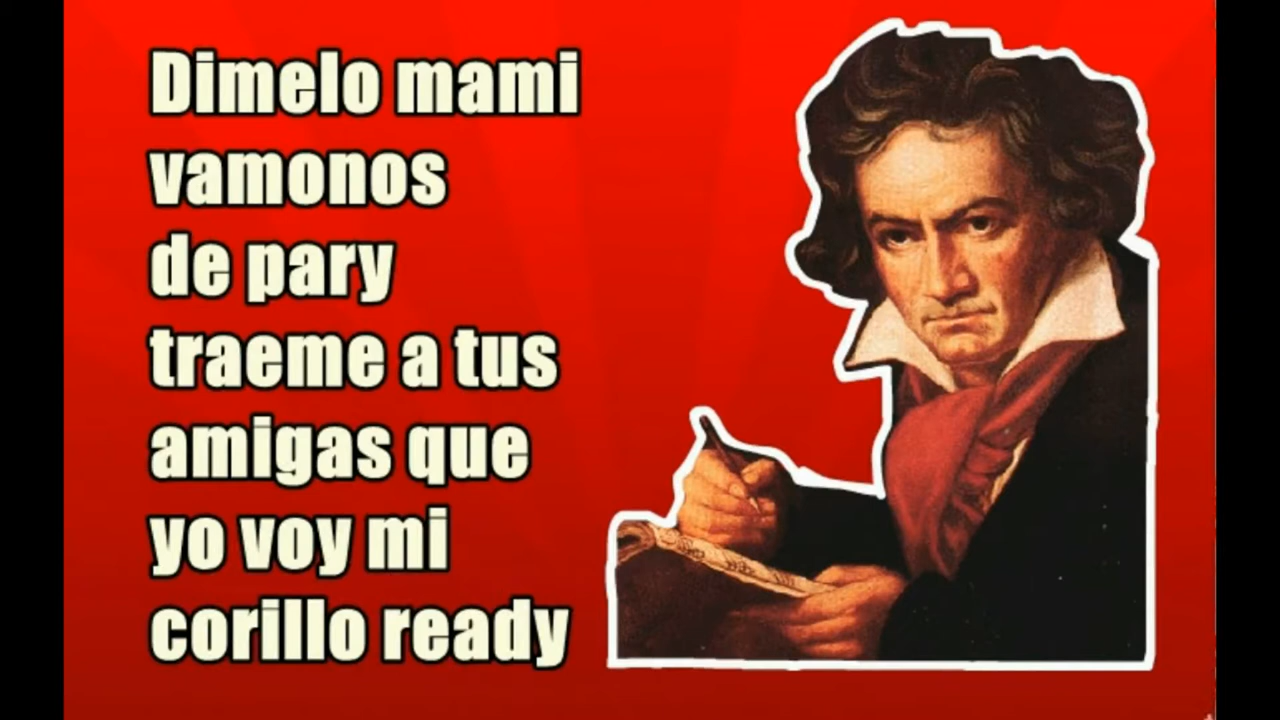 Dimelo mami
vamonos
de pary
traeme a tus
amigas que
yo voy mi
corillo ready